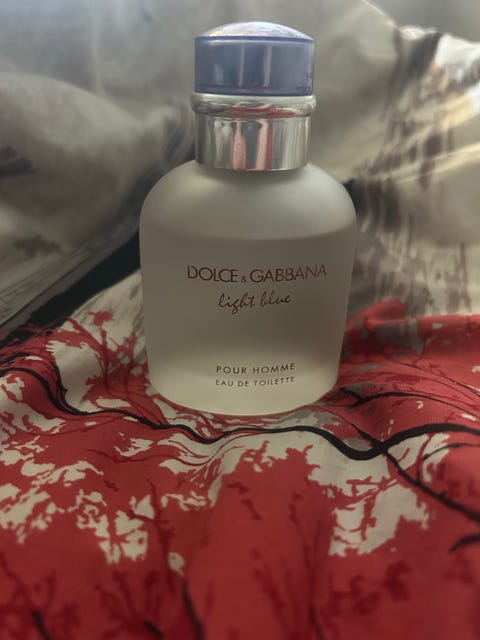 DOLCE & GABBANA
light blue
POUR HOMME
EAU DE TOILETTE